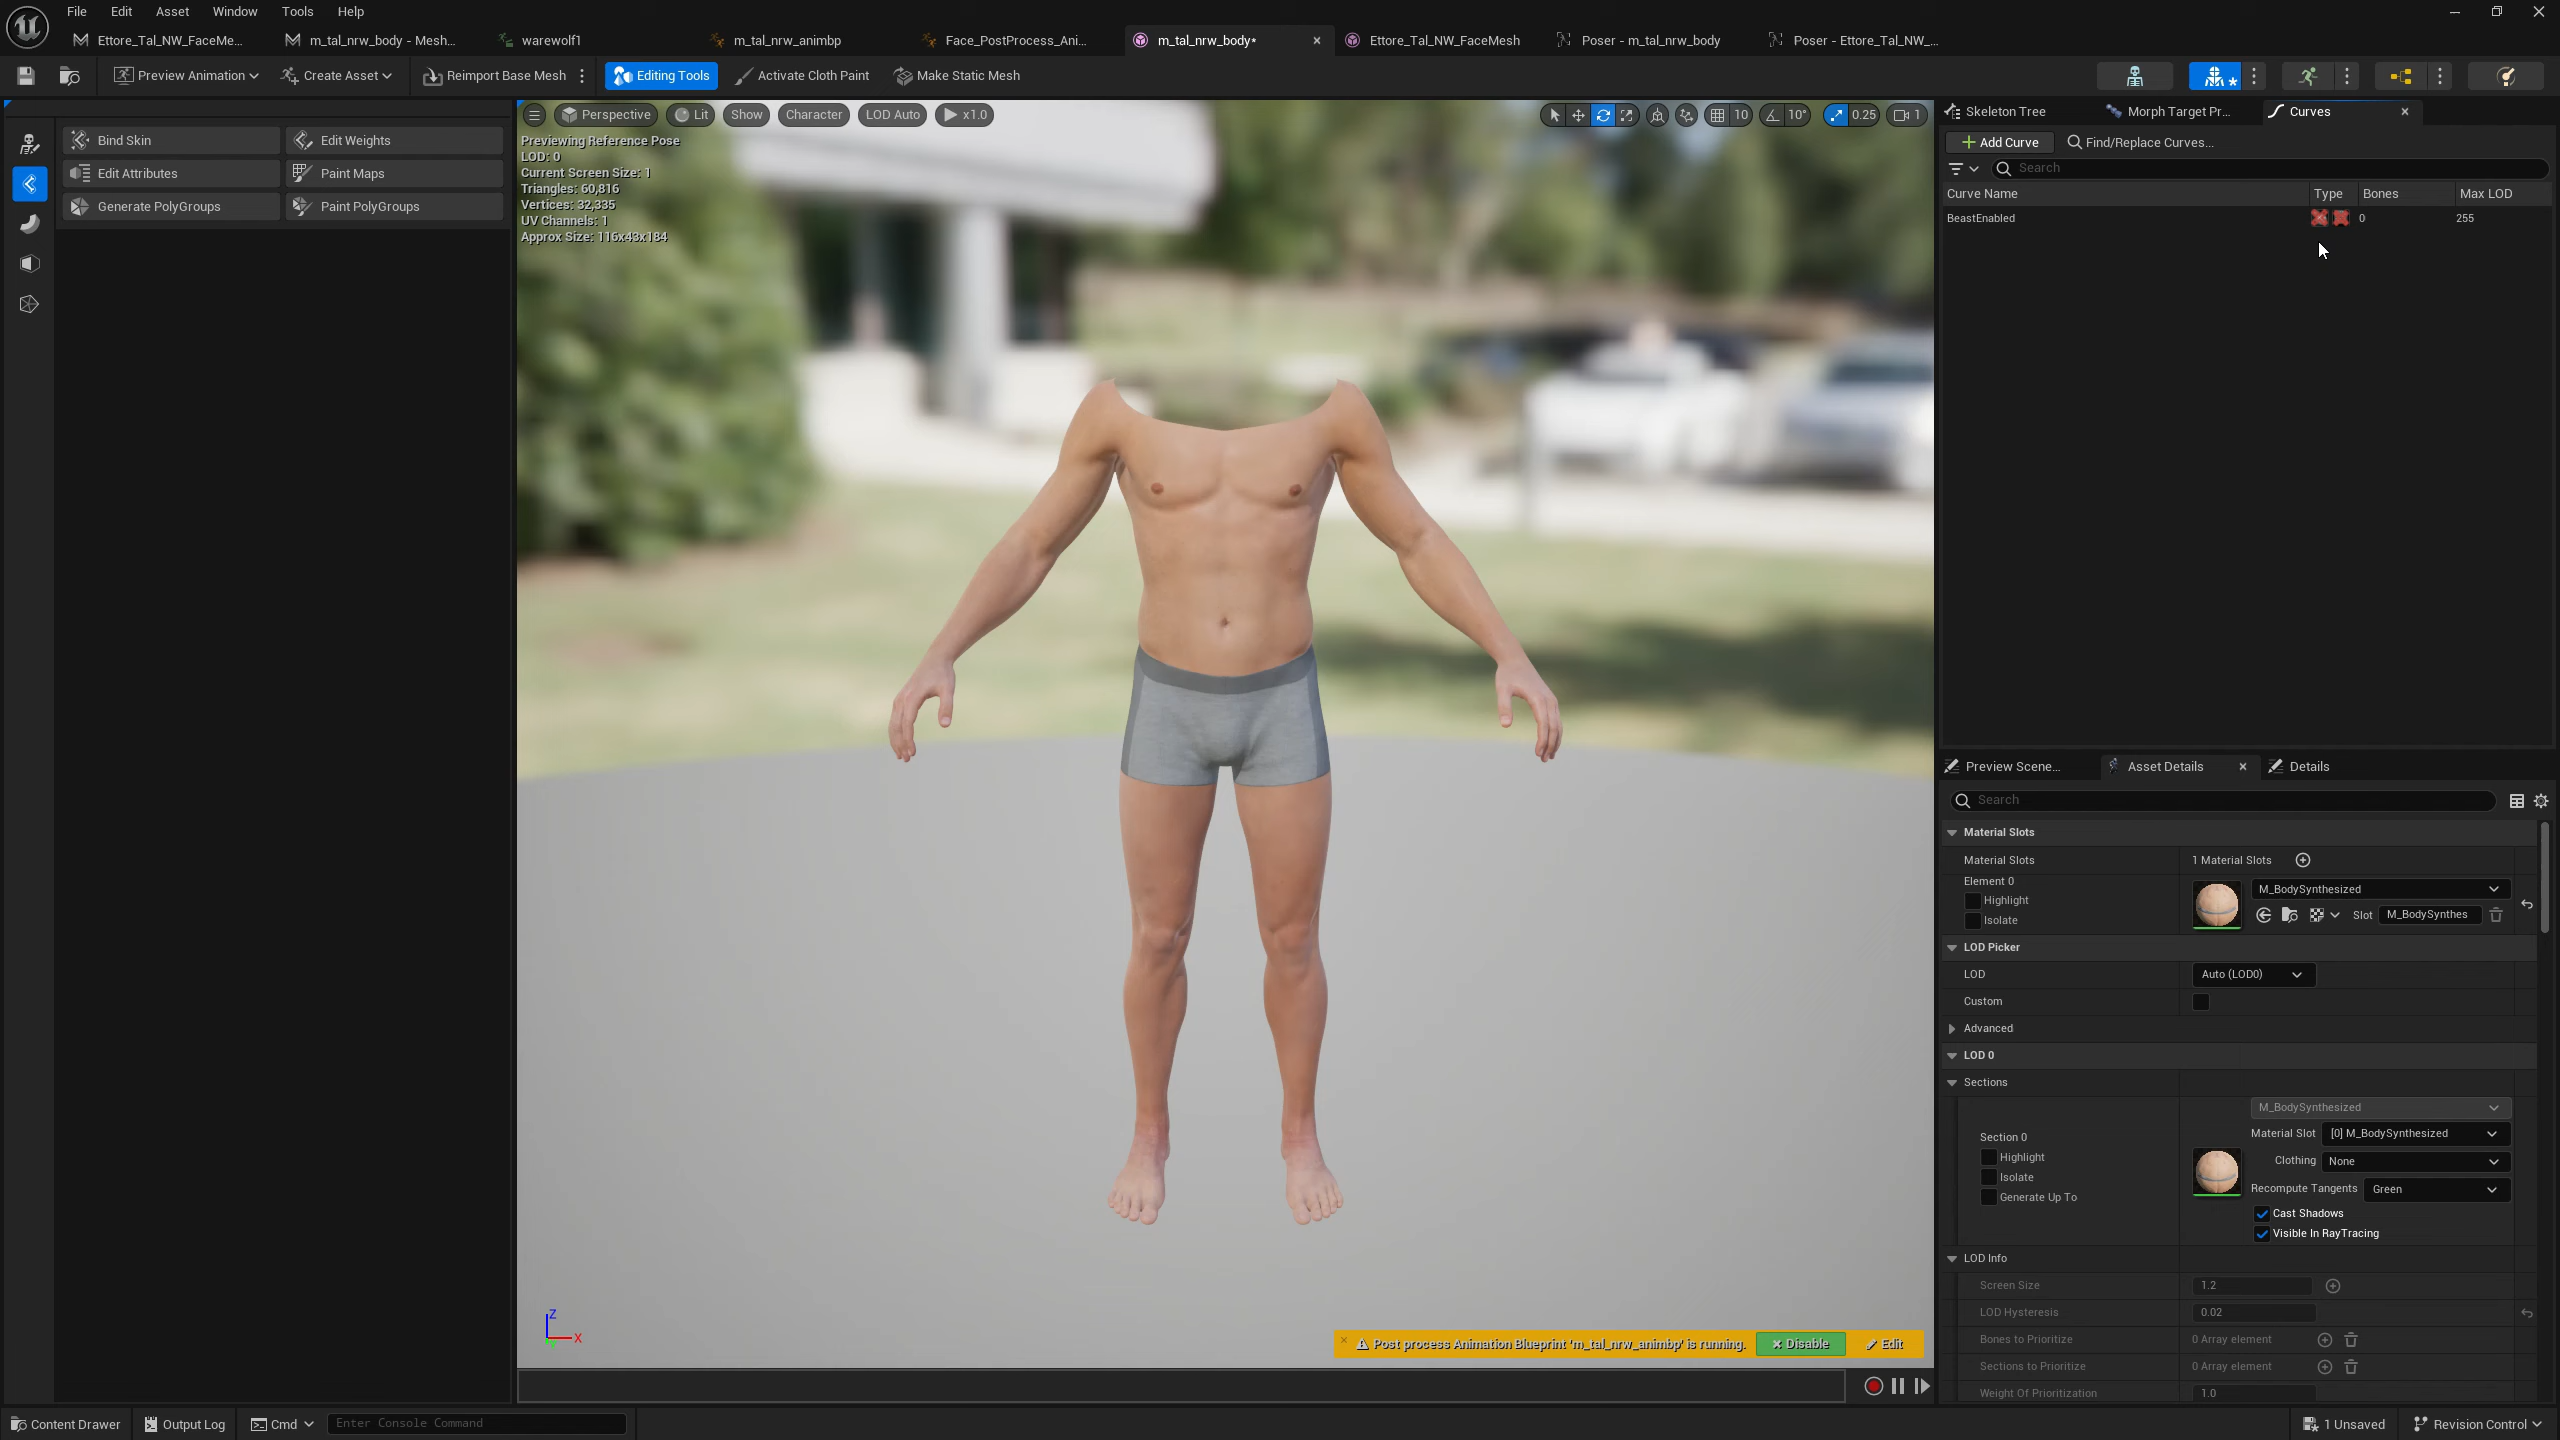 File Edit Asset Window Tools Help
Ettore_Tal_NW_FaceMe...
m_tal_nrw_body - Mesh...
warewolf1
m_tal_nrw_animbp
Face_PostProcess_Ani...
m_tal_nrw_body*
Ettore_Tal_NW_FaceMesh
Poser - m_tal_nrw_body
Poser - Ettore_Tal_NW_...
Preview Animation
Create Asset
Reimport Base Mesh
Editing Tools
Activate Cloth Paint
Make Static Mesh
Bind Skin
Edit Weights
Edit Attributes
Paint Maps
Generate PolyGroups
Paint PolyGroups
Perspective
Lit
Show
Character
LOD Auto
x1.0
10
10°
0.25
1
Previewing Reference Pose
LOD: 0
Current Screen Size: 1
Triangles: 60,816
Vertices: 32,335
UV Channels: 1
Approx Size: 116x43x184
Z
X
Post process Animation Blueprint 'm_tal_nrw_animbp' is running.
Disable
Edit
Skeleton Tree
Morph Target Pr...
Curves
Add Curve
Find/Replace Curves...
Search
Curve Name Type Bones Max LOD
BeastEnabled 0 255
Preview Scene...
Asset Details
Details
Search
Material Slots
Material Slots 1 Material Slots
Element 0
Highlight
Isolate
M_BodySynthesized
Slot M_BodySynthes
LOD Picker
LOD Auto (LOD0)
Custom
Advanced
LOD 0
Sections
M_BodySynthesized
Section 0
Highlight
Isolate
Generate Up To
Material Slot [0] M_BodySynthesized
Clothing None
Recompute Tangents Green
Cast Shadows
Visible In RayTracing
LOD Info
Screen Size 1.2
LOD Hysteresis 0.02
Bones to Prioritize 0 Array element
Sections to Prioritize 0 Array element
Weight Of Prioritization 1.0
Content Drawer
Output Log
Cmd
Enter Console Command
1 Unsaved
Revision Control